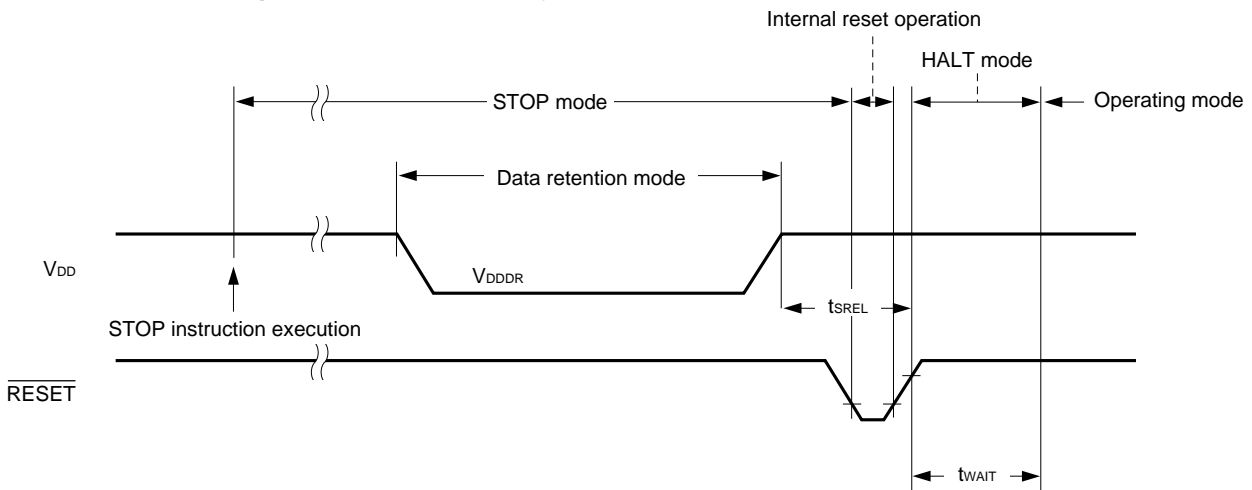 Internal reset operation
HALT mode
STOP mode
Operating mode
Data retention mode
VDD
VDDDR
tSREL
STOP instruction execution
RESET
tWAIT